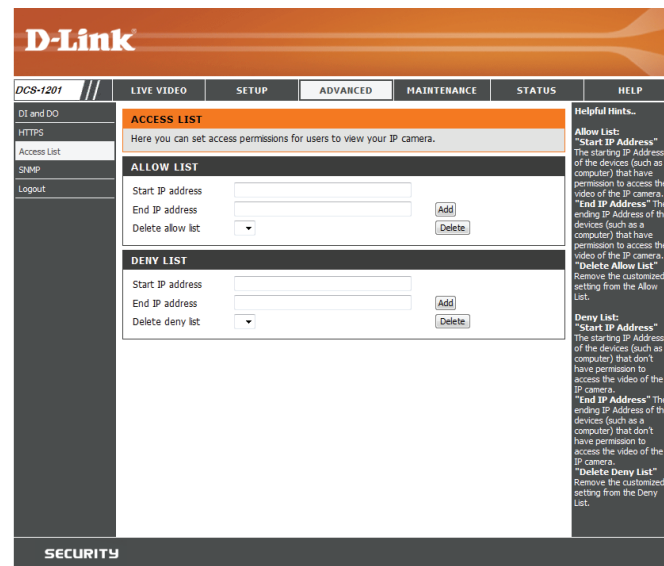 D-Link
DCS-1201
LIVE VIDEO SETUP ADVANCED MAINTENANCE STATUS HELP
DI and DO
HTTPS
Access List
SNMP
Logout
ACCESS LIST
Here you can set access permissions for users to view your IP camera.
ALLOW LIST
Start IP address
End IP address Add
Delete allow list Delete
DENY LIST
Start IP address
End IP address Add
Delete deny list Delete
Helpful Hints..
Allow List:
"Start IP Address"
The starting IP Address
of the devices (such as
computer) that have
permission to access the
video of the IP camera.
"End IP Address" The
ending IP Address of th
devices (such as a
computer) that have
permission to access the
video of the IP camera.
"Delete Allow List"
Remove the customized
setting from the Allow
List.
Deny List:
"Start IP Address"
The starting IP Address
of the devices (such as
computer) that don't
have permission to
access the video of the
IP camera.
"End IP Address" The
ending IP Address of th
devices (such as a
computer) that don't
have permission to
access the video of the
IP camera.
"Delete Deny List"
Remove the customized
setting from the Deny
List.
SECURITY